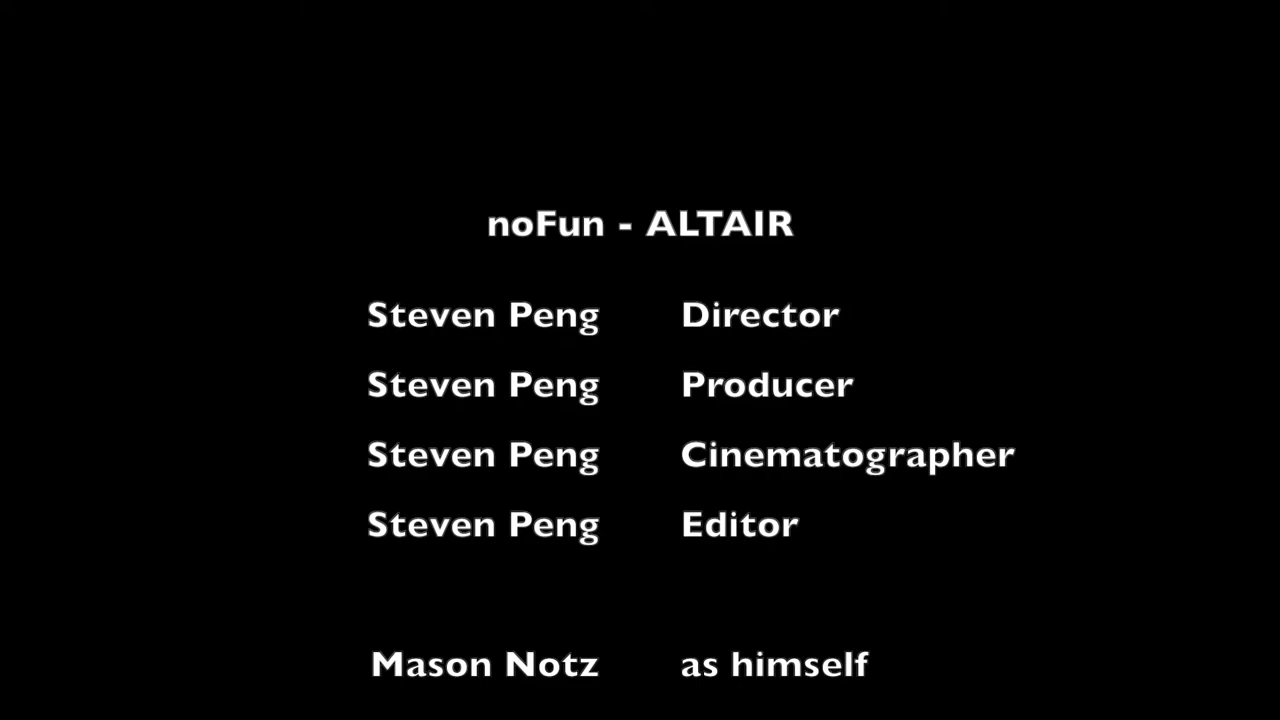 noFun - ALTAIR
Steven Peng Director
Steven Peng Producer
Steven Peng Cinematographer
Steven Peng Editor
Mason Notz as himself